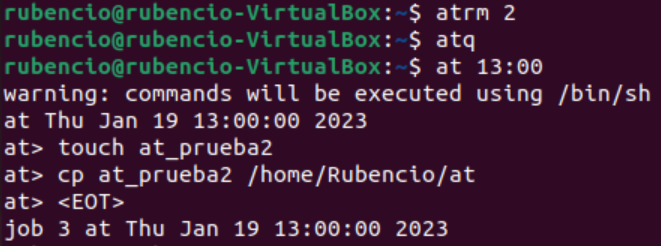 rubencio@rubencio-VirtualBox:~$ atrm 2
rubencio@rubencio-VirtualBox:~$ atq
rubencio@rubencio-VirtualBox:~$ at 13:00
warning: commands will be executed using /bin/sh
at Thu Jan 19 13:00:00 2023
at> touch at_prueba2
at> cp at_prueba2 /home/Rubencio/at
at> <EOT>
job 3 at Thu Jan 19 13:00:00 2023